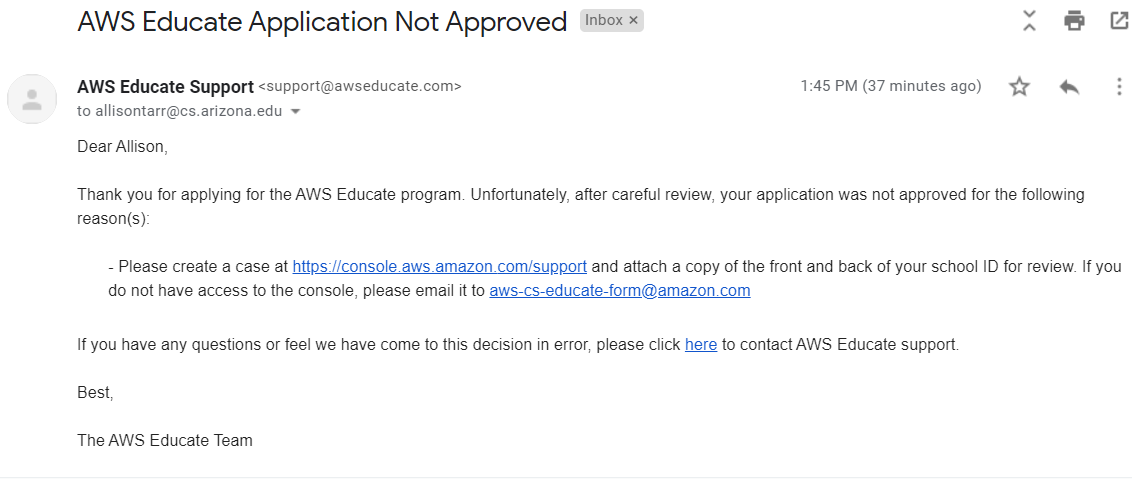 AWS Educate Application Not Approved Inbox ×
AWS Educate Support <support@awseducate.com> 1:45 PM (37 minutes ago)
to allisontarr@cs.arizona.edu
Dear Allison,
Thank you for applying for the AWS Educate program. Unfortunately, after careful review, your application was not approved for the following
reason(s):
- Please create a case at https://console.aws.amazon.com/support and attach a copy of the front and back of your school ID for review. If you
do not have access to the console, please email it to aws-cs-educate-form@amazon.com
If you have any questions or feel we have come to this decision in error, please click here to contact AWS Educate support.
Best,
The AWS Educate Team